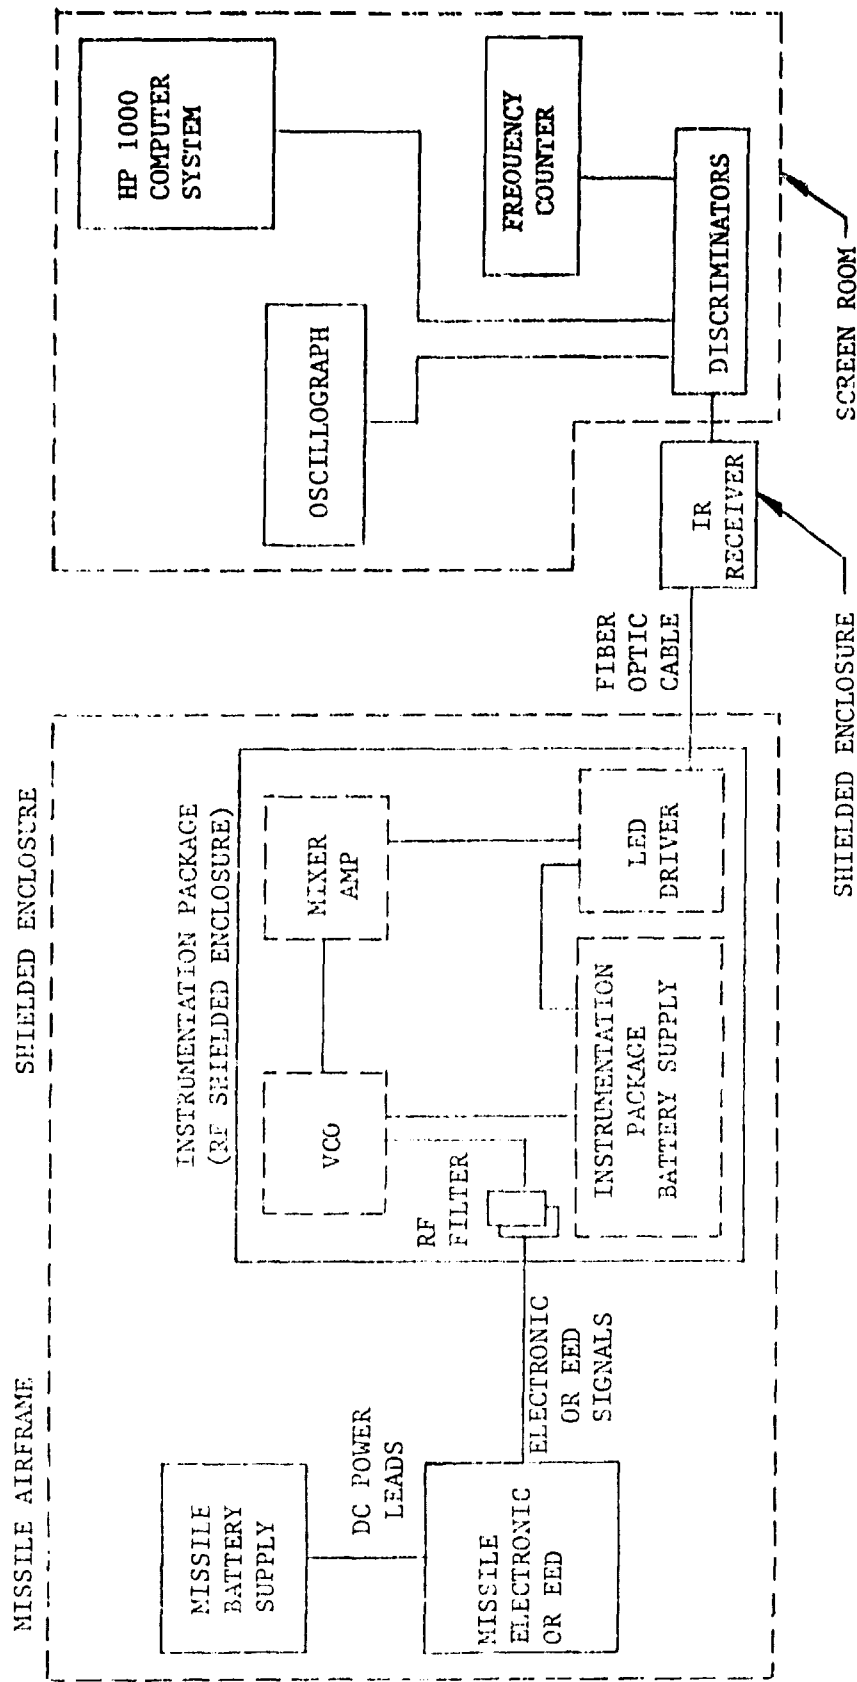 MISSILE AIRFRAME
SHIELDED ENCLOSURE
MISSILE
BATTERY
SUPPLY
DC POWER
LEADS
MISSILE
ELECTRONIC
OR EED
ELECTRONIC
OR EED
SIGNALS
INSTRUMENTATION PACKAGE
(RF SHIELDED ENCLOSURE)
VCO
MIXER
AMP
RF
FILTER
INSTRUMENTATION
PACKAGE
BATTERY SUPPLY
LED
DRIVER
FIBER
OPTIC
CABLE
IR
RECEIVER
SHIELDED ENCLOSURE
HP 1000
COMPUTER
SYSTEM
OSCILLOGRAPH
FREQUENCY
COUNTER
DISCRIMINATORS
SCREEN ROOM